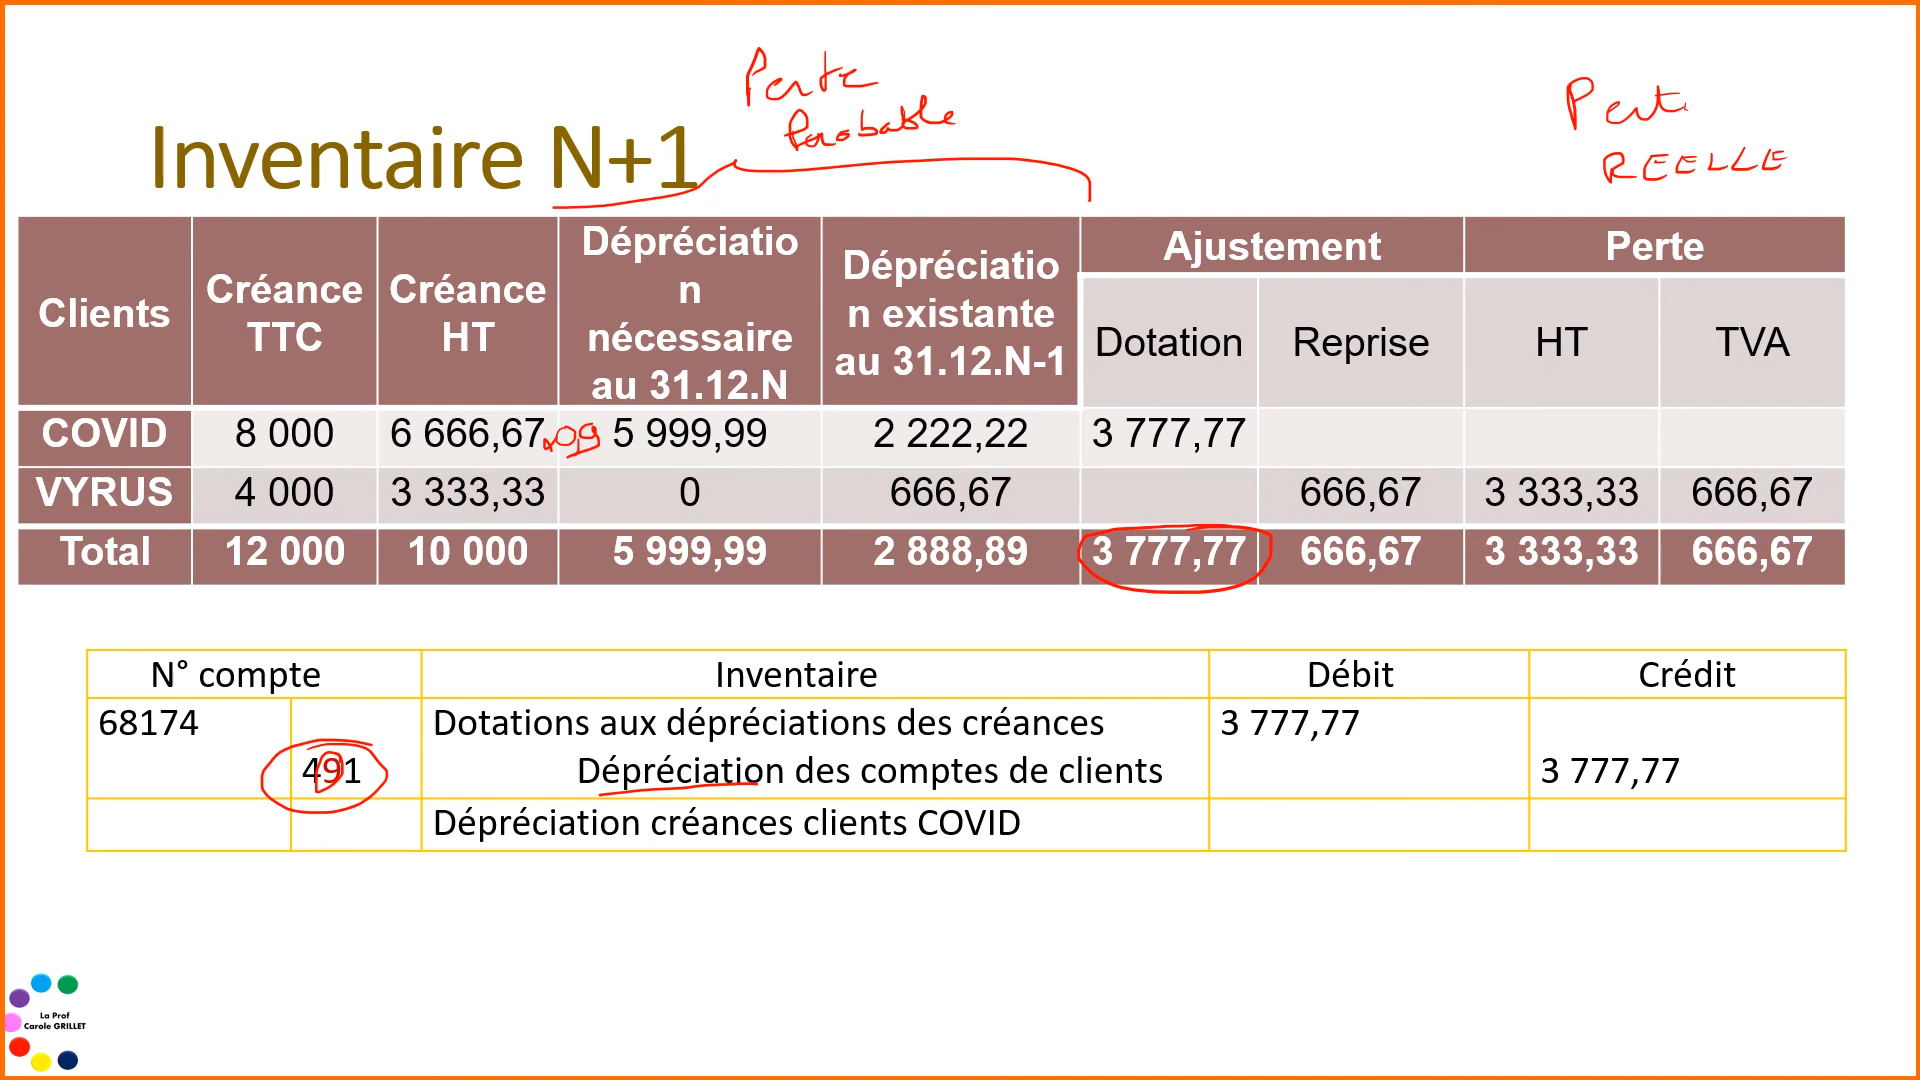 Perte
Probable
Perte
REELLE
Inventaire N+1
Clients
Créance TTC
Créance HT
Dépréciatio
n
nécessaire
au 31.12.N
Dépréciatio
n existante
au 31.12.N-1
Ajustement
Perte
Dotation
Reprise
HT
TVA
COVID 8 000 6 666,67 x0,9 5 999,99 2 222,22 3 777,77
VYRUS 4 000 3 333,33 0 666,67 666,67 3 333,33 666,67
Total 12 000 10 000 5 999,99 2 888,89 3 777,77 666,67 3 333,33 666,67
N° compte Inventaire Débit Crédit
68174 Dotations aux dépréciations des créances 3 777,77
491 Dépréciation des comptes de clients 3 777,77
Dépréciation créances clients COVID
La Prof
Carole GRILLET